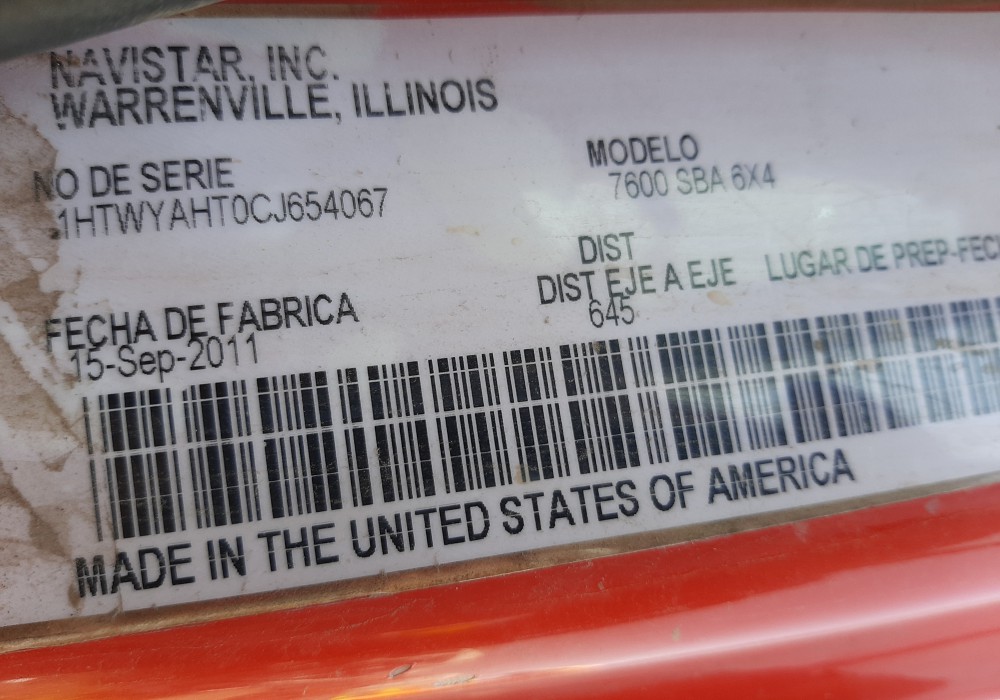 NAVISTAR, INC.
WARRENVILLE, ILLINOIS
NO DE SERIE
1HTWYAHT0CJ654067
MODELO
7600 SBA 6X4
FECHA DE FABRICA
15-Sep-2011
DIST
DIST EJE A EJE
645
LUGAR DE PREP-FECH
MADE IN THE UNITED STATES OF AMERICA